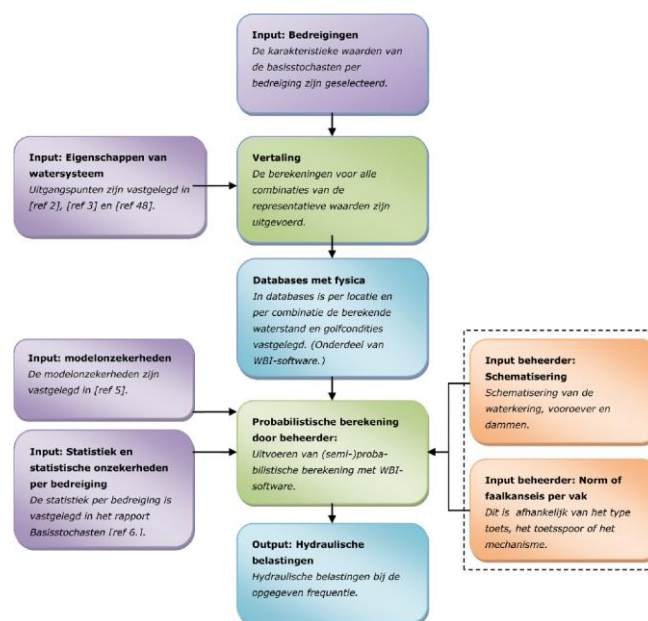 Input: Bedreigingen
De karakteristieke waarden van
de basisstochasten per
bedreiging zijn geselecteerd.
Input: Eigenschappen van
watersysteem
Uitgangspunten zijn vastgelegd in
[ref 2], [ref 3] en [ref 48].
Vertaling
De berekeningen voor alle
combinaties van de
representatieve waarden zijn
uitgevoerd.
Databases met fysica
In databases is per locatie en
per combinatie de berekende
waterstand en golfcondities
vastgelegd. (Onderdeel van
WBI-software.)
Input: modelonzekerheden
De modelonzekerheden zijn
vastgelegd in [ref 5].
Input: Statistiek en
statistische onzekerheden
per bedreiging
De statistiek per bedreiging is
vastgelegd in het rapport
Basisstochasten [ref 6.].
Probabilistische berekening
door beheerder:
Uitvoeren van (semi-)proba-
bilistische berekening met WBI-
software.
Input beheerder:
Schematisering
Schematisering van de
waterkering, vooroever en
dammen.
Input beheerder: Norm of
faalkanseis per vak
Dit is afhankelijk van het type
toets, het toetsspoor of het
mechanisme.
Output: Hydraulische
belastingen
Hydraulische belastingen bij de
opgegeven frequentie.